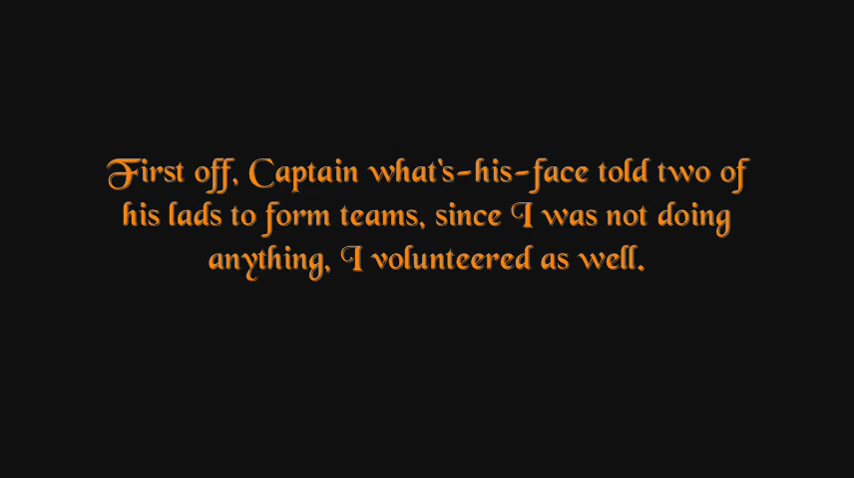 First off, Captain what's-his-face told two of
his lads to form teams, since I was not doing
anything, I volunteered as well.